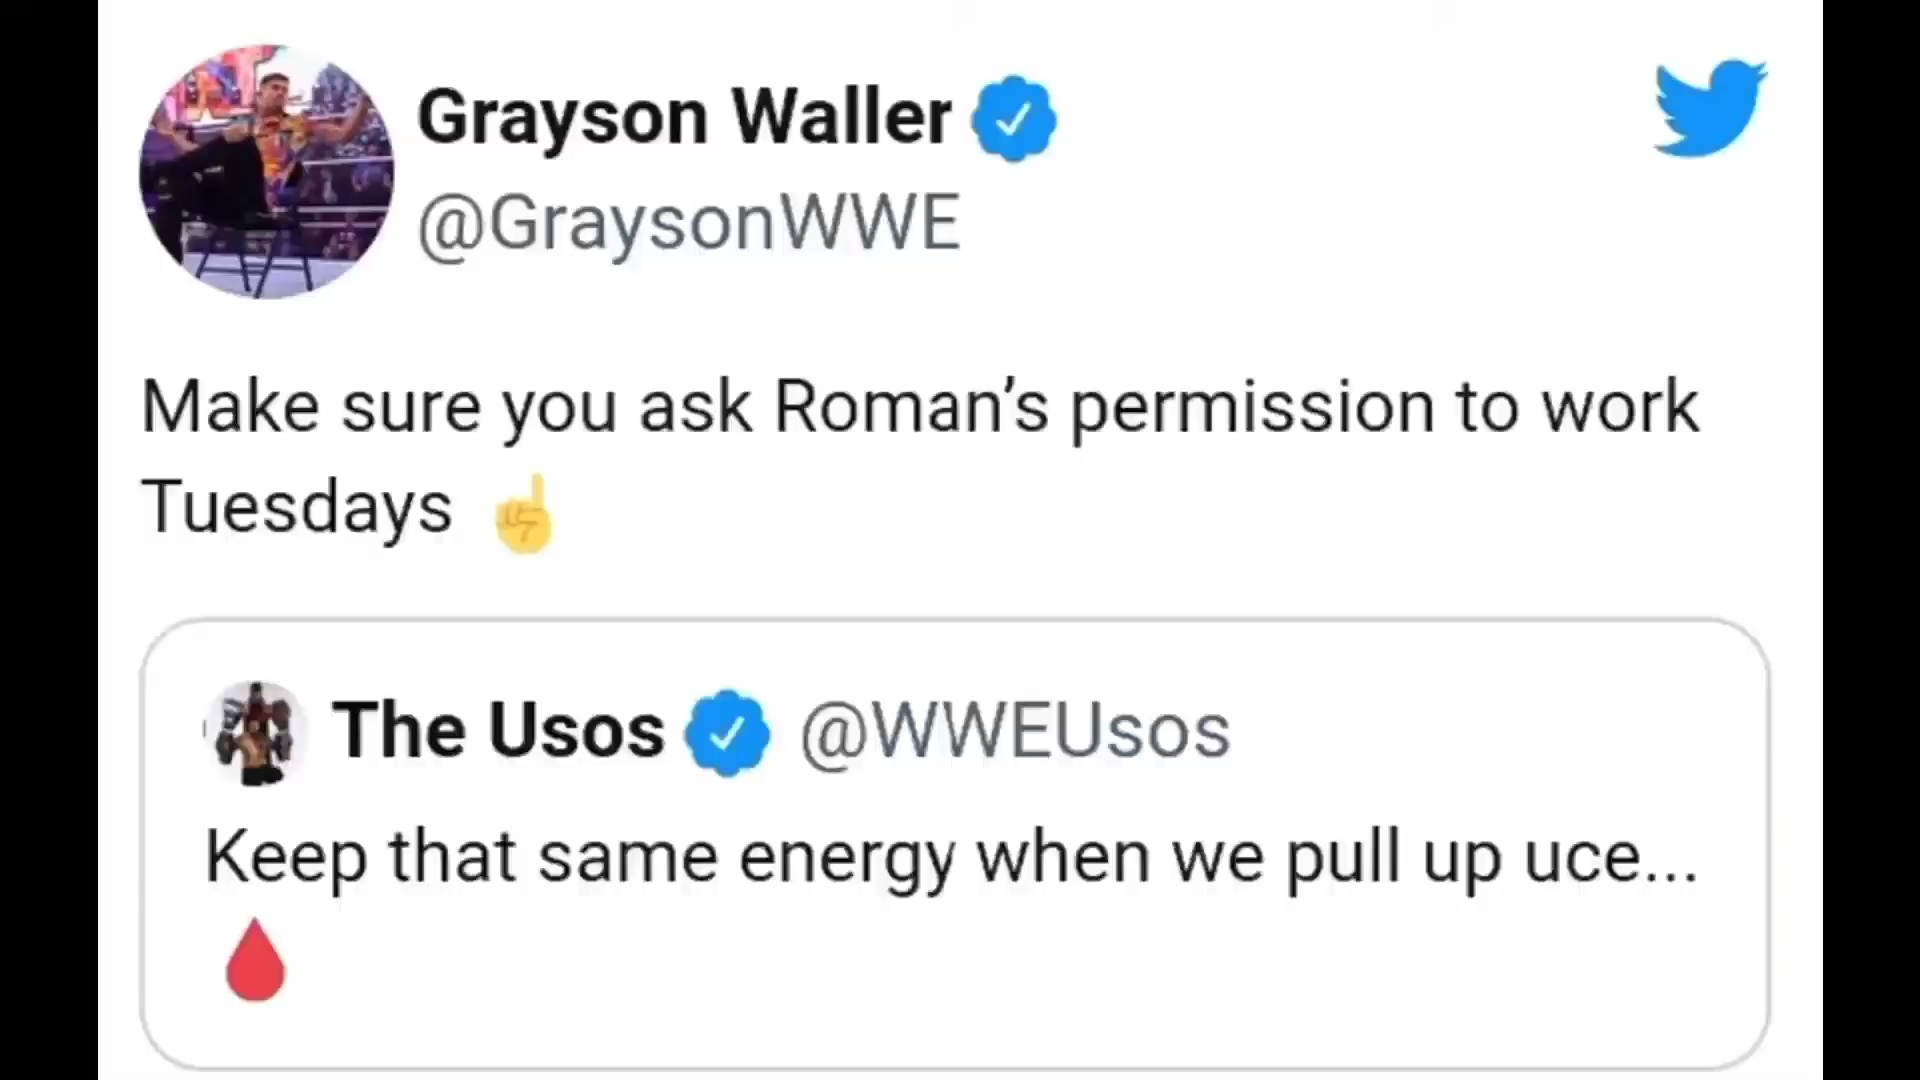 Grayson Waller
@GraysonWWE
Make sure you ask Roman’s permission to work
Tuesdays ☝️
The Usos @WWEUsos
Keep that same energy when we pull up uce...
🩸